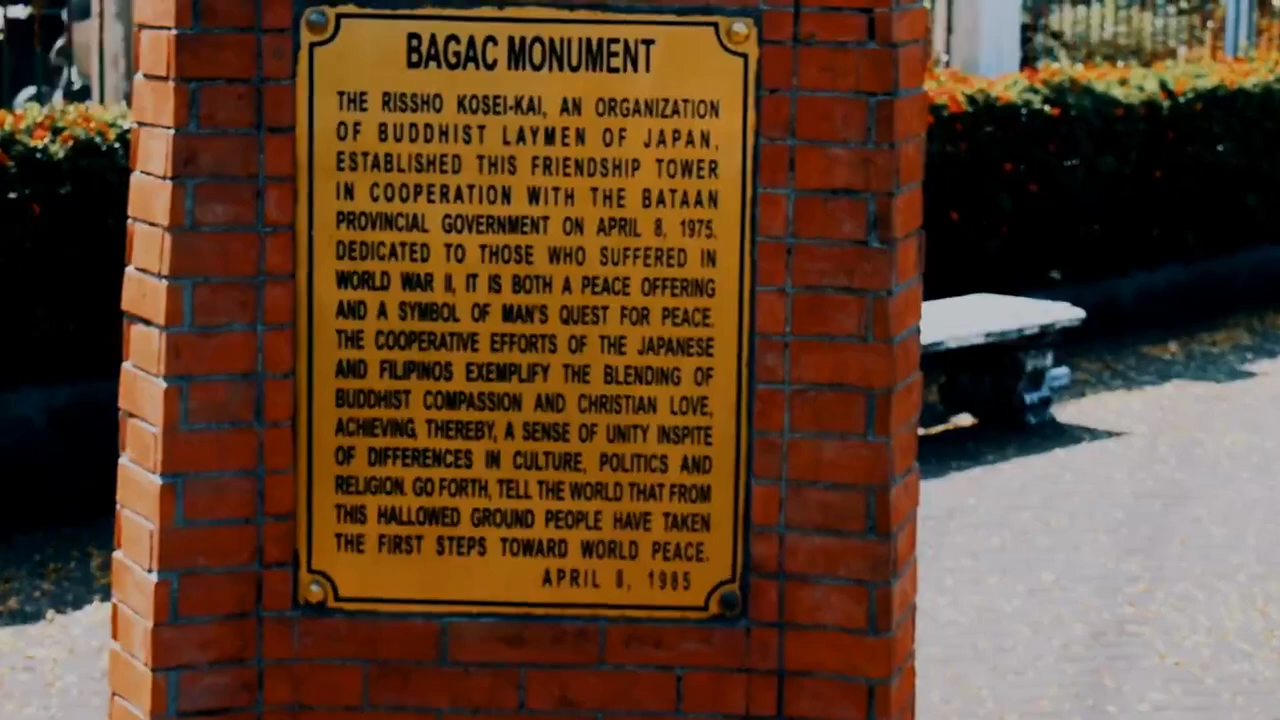 BAGAC MONUMENT
THE RISSHO KOSEI-KAI, AN ORGANIZATION
OF BUDDHIST LAYMEN OF JAPAN,
ESTABLISHED THIS FRIENDSHIP TOWER
IN COOPERATION WITH THE BATAAN
PROVINCIAL GOVERNMENT ON APRIL 8, 1975.
DEDICATED TO THOSE WHO SUFFERED IN
WORLD WAR II, IT IS BOTH A PEACE OFFERING
AND A SYMBOL OF MAN'S QUEST FOR PEACE.
THE COOPERATIVE EFFORTS OF THE JAPANESE
AND FILIPINOS EXEMPLIFY THE BLENDING OF
BUDDHIST COMPASSION AND CHRISTIAN LOVE,
ACHIEVING, THEREBY, A SENSE OF UNITY INSPITE
OF DIFFERENCES IN CULTURE, POLITICS AND
RELIGION. GO FORTH, TELL THE WORLD THAT FROM
THIS HALLOWED GROUND PEOPLE HAVE TAKEN
THE FIRST STEPS TOWARD WORLD PEACE.
APRIL 8, 1985